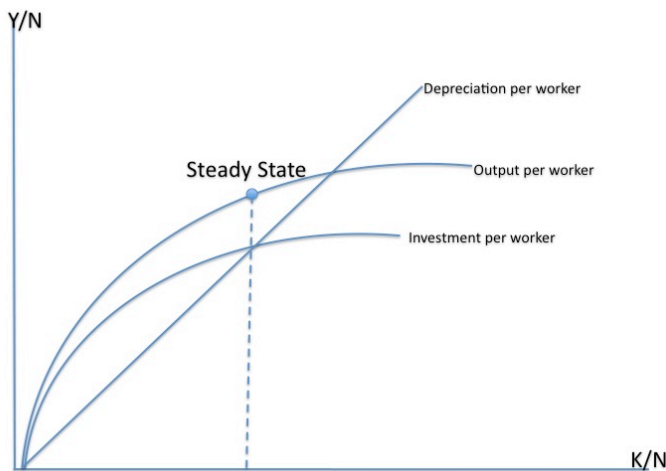 Y/N
Depreciation per worker
Steady State
Output per worker
Investment per worker
K/N